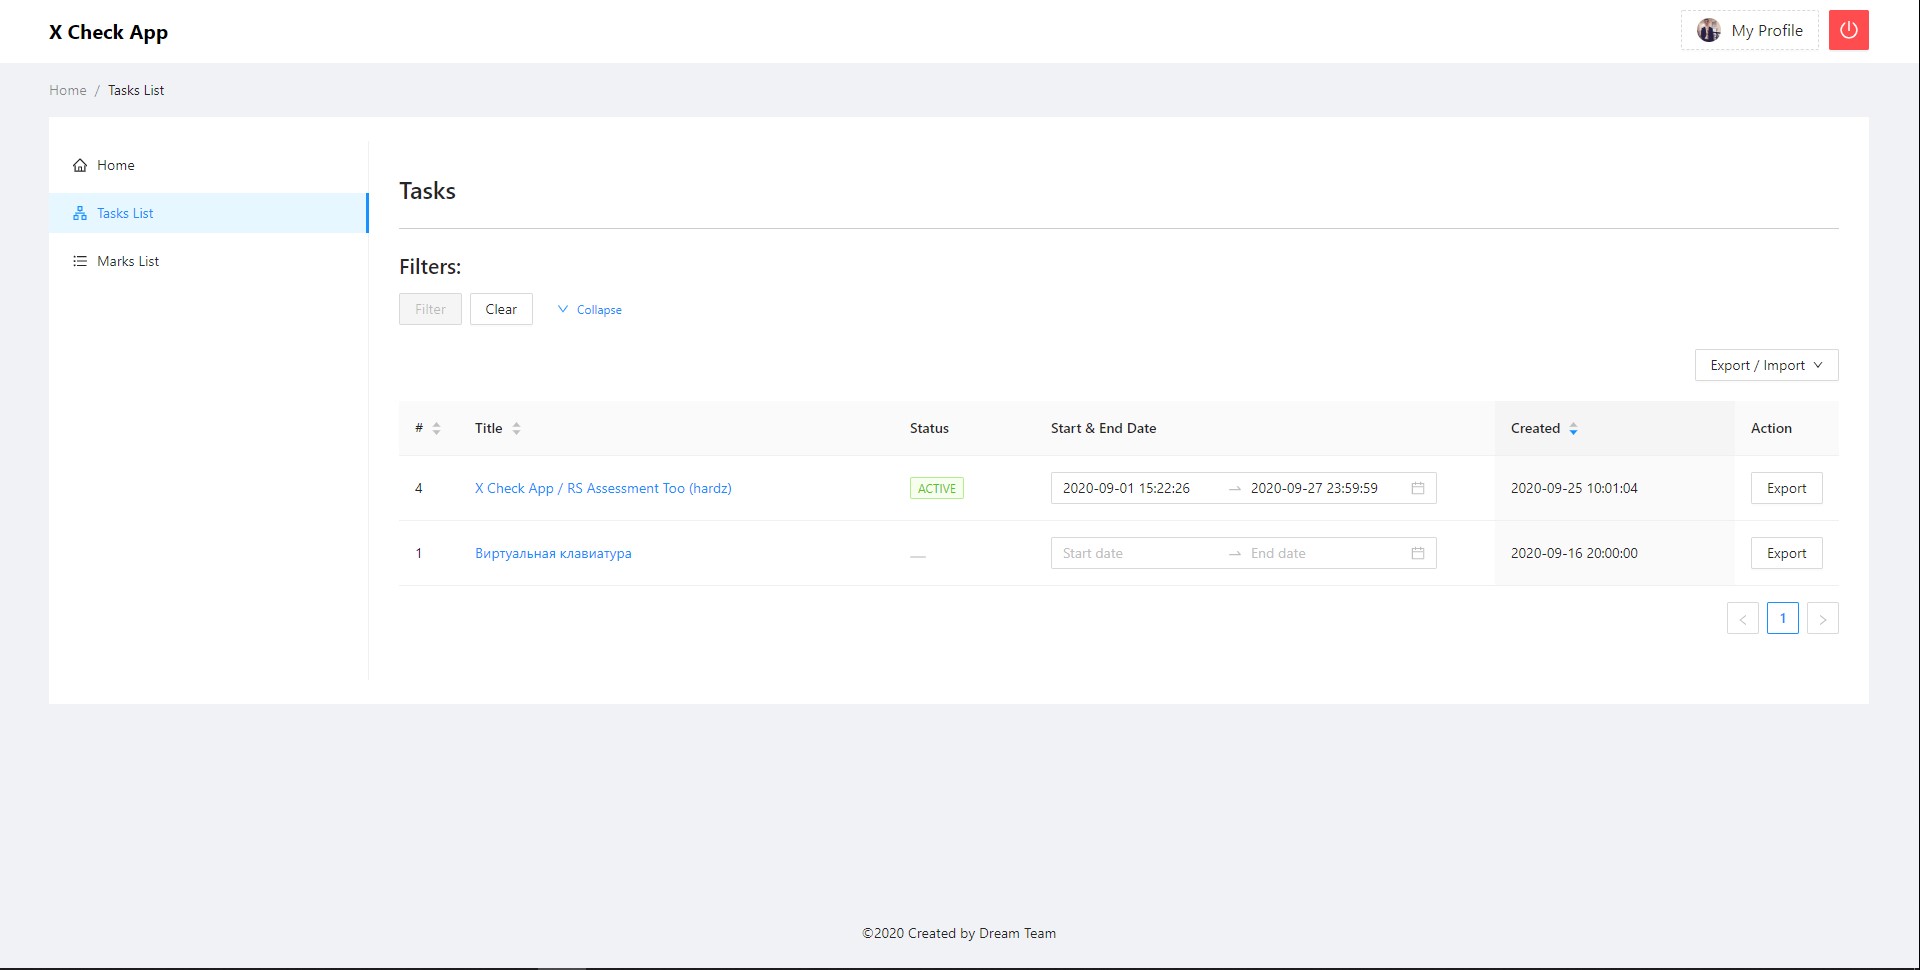 X Check App
My Profile
Home / Tasks List
Home
Tasks List
Marks List
Tasks
Filters:
Filter Clear Collapse
Export / Import
# Title Status Start & End Date Created Action
4 X Check App / RS Assessment Too (hardz) ACTIVE 2020-09-01 15:22:26 → 2020-09-27 23:59:59 2020-09-25 10:01:04 Export
1 Виртуальная клавиатура — Start date → End date 2020-09-16 20:00:00 Export
< 1 >
©2020 Created by Dream Team